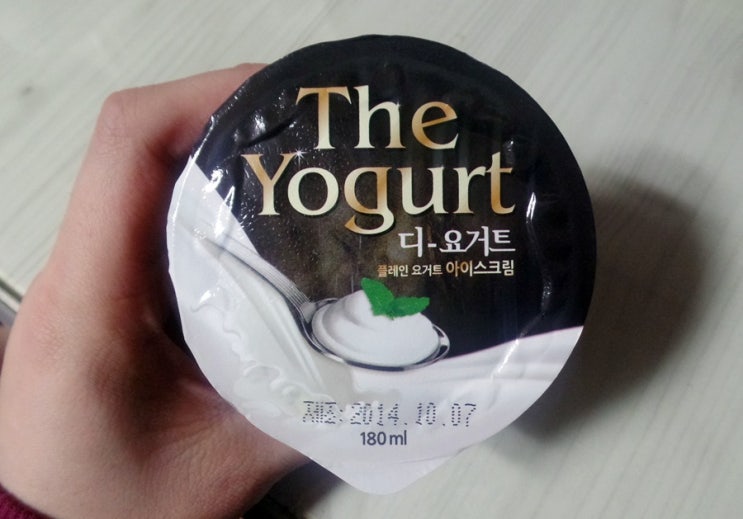 The
Yogurt
디-요거트
플레인 요거트 아이스크림
제조:2014.10.07
180ml